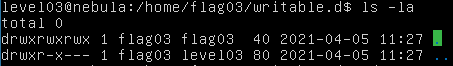 level03@nebula:/home/flag03/writable.d$ ls -la
total 0
drwxrwxrwx 1 flag03 flag03  40 2021-04-05 11:27 .
drwxr-x--- 1 flag03 level03 80 2021-04-05 11:27 ..